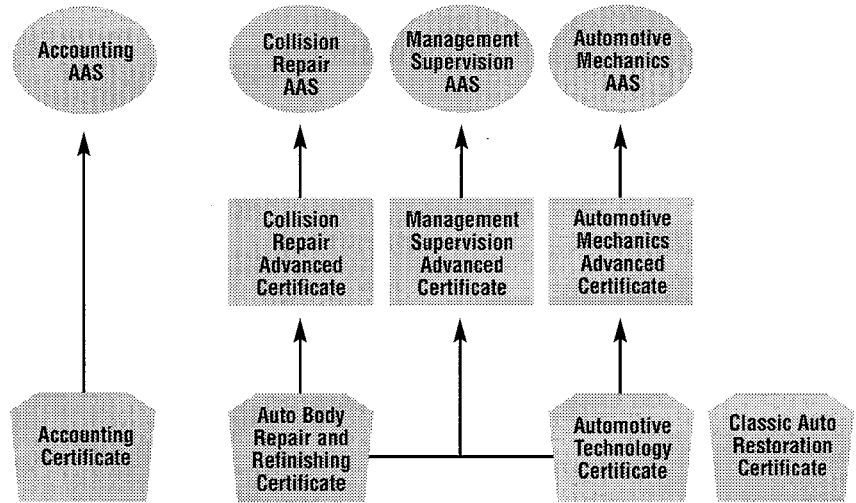 Accounting
AAS
Collision
Repair
AAS
Management
Supervision
AAS
Automotive
Mechanics
AAS
Collision
Repair
Advanced
Certificate
Management
Supervision
Advanced
Certificate
Automotive
Mechanics
Advanced
Certificate
Accounting
Certificate
Auto Body
Repair and
Refinishing
Certificate
Automotive
Technology
Certificate
Classic Auto
Restoration
Certificate